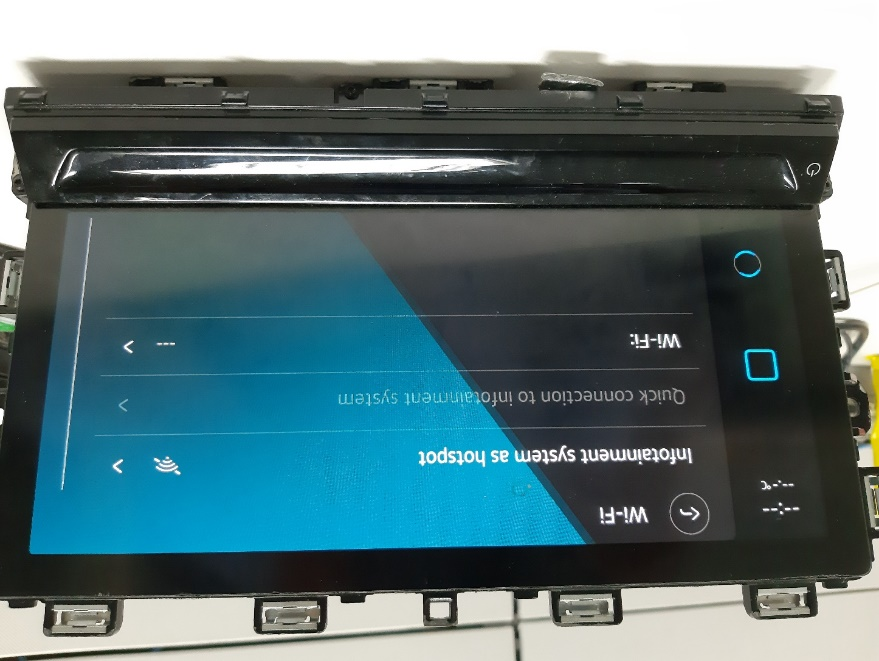 --:--
--.-°C
Wi-Fi
Infotainment system as hotspot
Quick connection to infotainment system
Wi-Fi: ---